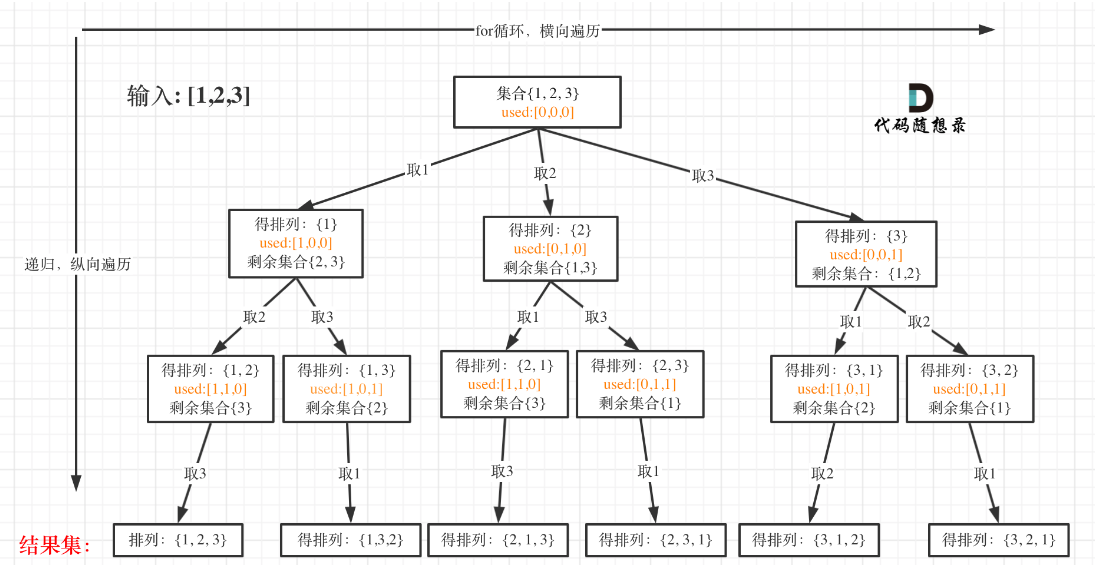 for循环，横向遍历
输入: [1,2,3]
集合{1, 2, 3}
used:[0,0,0]
代码随想录
取1
取2
取3
递归，纵向遍历
得排列：{1}
used:[1,0,0]
剩余集合{2, 3}
得排列：{2}
used:[0,1,0]
剩余集合{1,3}
得排列：{3}
used:[0,0,1]
剩余集合：{1,2}
取2
取3
取1
取3
取1
取2
得排列：{1, 2}
used:[1,1,0]
剩余集合{3}
得排列：{1, 3}
used:[1,0,1]
剩余集合{2}
得排列：{2, 1}
used:[1,1,0]
剩余集合{3}
得排列：{2, 3}
used:[0,1,1]
剩余集合{1}
得排列：{3, 1}
used:[1,0,1]
剩余集合{2}
得排列：{3, 2}
used:[0,1,1]
剩余集合{1}
取3
取1
取3
取1
取2
取1
结果集：
排列：{1, 2, 3}
得排列：{1,3,2}
得排列：{2, 1, 3}
得排列：{2, 3, 1}
得排列：{3, 1, 2}
得排列：{3, 2, 1}